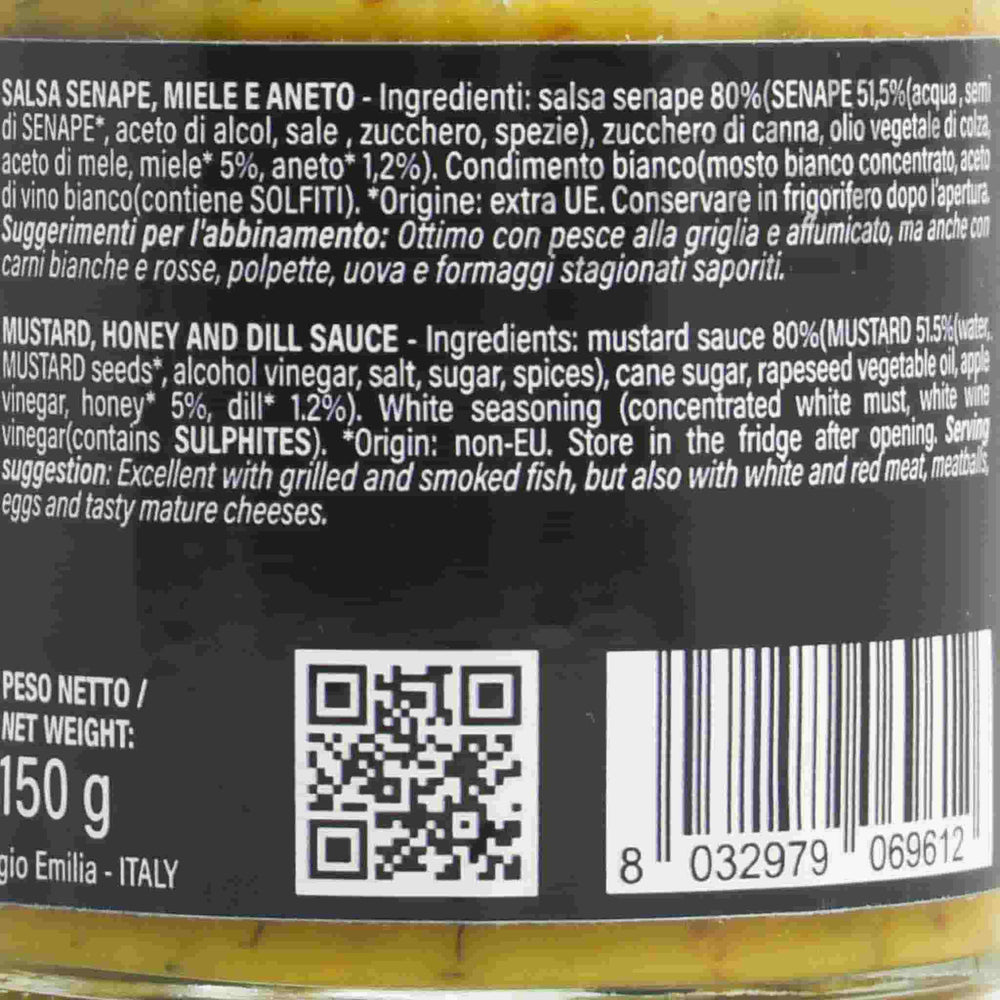 SALSA SENAPE, MIELE E ANETO - Ingredienti: salsa senape 80%(SENAPE 51,5%(acqua, semi
di SENAPE*, aceto di alcol, sale , zucchero, spezie), zucchero di canna, olio vegetale di colza,
aceto di mele, miele* 5%, aneto* 1,2%). Condimento bianco(mosto bianco concentrato, aceto
di vino bianco(contiene SOLFITI). *Origine: extra UE. Conservare in frigorifero dopo l'apertura.
Suggerimenti per l'abbinamento: Ottimo con pesce alla griglia e affumicato, ma anche con
carni bianche e rosse, polpette, uova e formaggi stagionati saporiti.
MUSTARD, HONEY AND DILL SAUCE - Ingredients: mustard sauce 80%(MUSTARD 51.5%(water,
MUSTARD seeds*, alcohol vinegar, salt, sugar, spices), cane sugar, rapeseed vegetable oil, apple
vinegar, honey* 5%, dill* 1.2%). White seasoning (concentrated white must, white wine
vinegar(contains SULPHITES). *Origin: non-EU. Store in the fridge after opening. Serving
suggestion: Excellent with grilled and smoked fish, but also with white and red meat, meatballs,
eggs and tasty mature cheeses.
PESO NETTO /
NET WEIGHT:
150 g
gio Emilia - ITALY
8 032979 069612